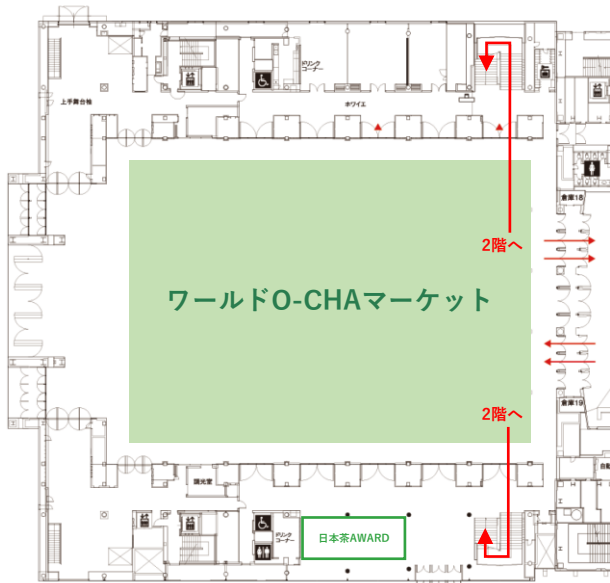 ドリンク
コーナー
上手舞台袖
ホワイエ
倉庫18
2階へ
ワールドO-CHAマーケット
2階へ
倉庫19
調光室
自動
ドリンク
コーナー
日本茶AWARD